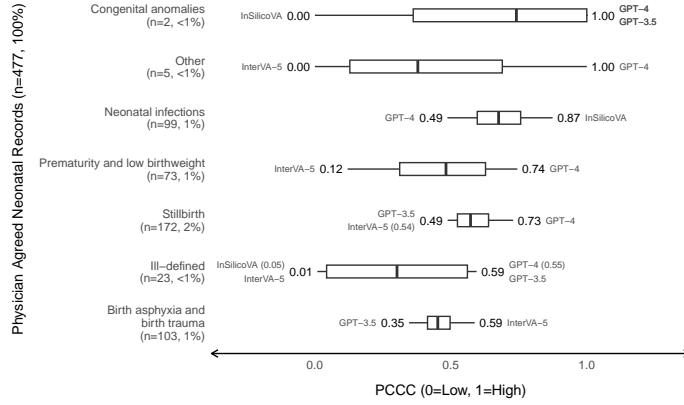 Physician Agreed Neonatal Records (n=477, 100%)
Congenital anomalies
(n=2, <1%)
InSilicoVA 0.00
1.00 GPT−4
GPT−3.5
Other
(n=5, <1%)
InterVA−5 0.00
1.00 GPT−4
Neonatal infections
(n=99, 1%)
GPT−4 0.49
0.87 InSilicoVA
Prematurity and low birthweight
(n=73, 1%)
InterVA−5 0.12
0.74 GPT−4
Stillbirth
(n=172, 2%)
GPT−3.5
InterVA−5 (0.54) 0.49
0.73 GPT−4
Ill−defined
(n=23, <1%)
InSilicoVA (0.05)
InterVA−5 0.01
0.59 GPT−4 (0.55)
GPT−3.5
Birth asphyxia and
birth trauma
(n=103, 1%)
GPT−3.5 0.35
0.59 InterVA−5
0.0 0.5 1.0
PCCC (0=Low, 1=High)